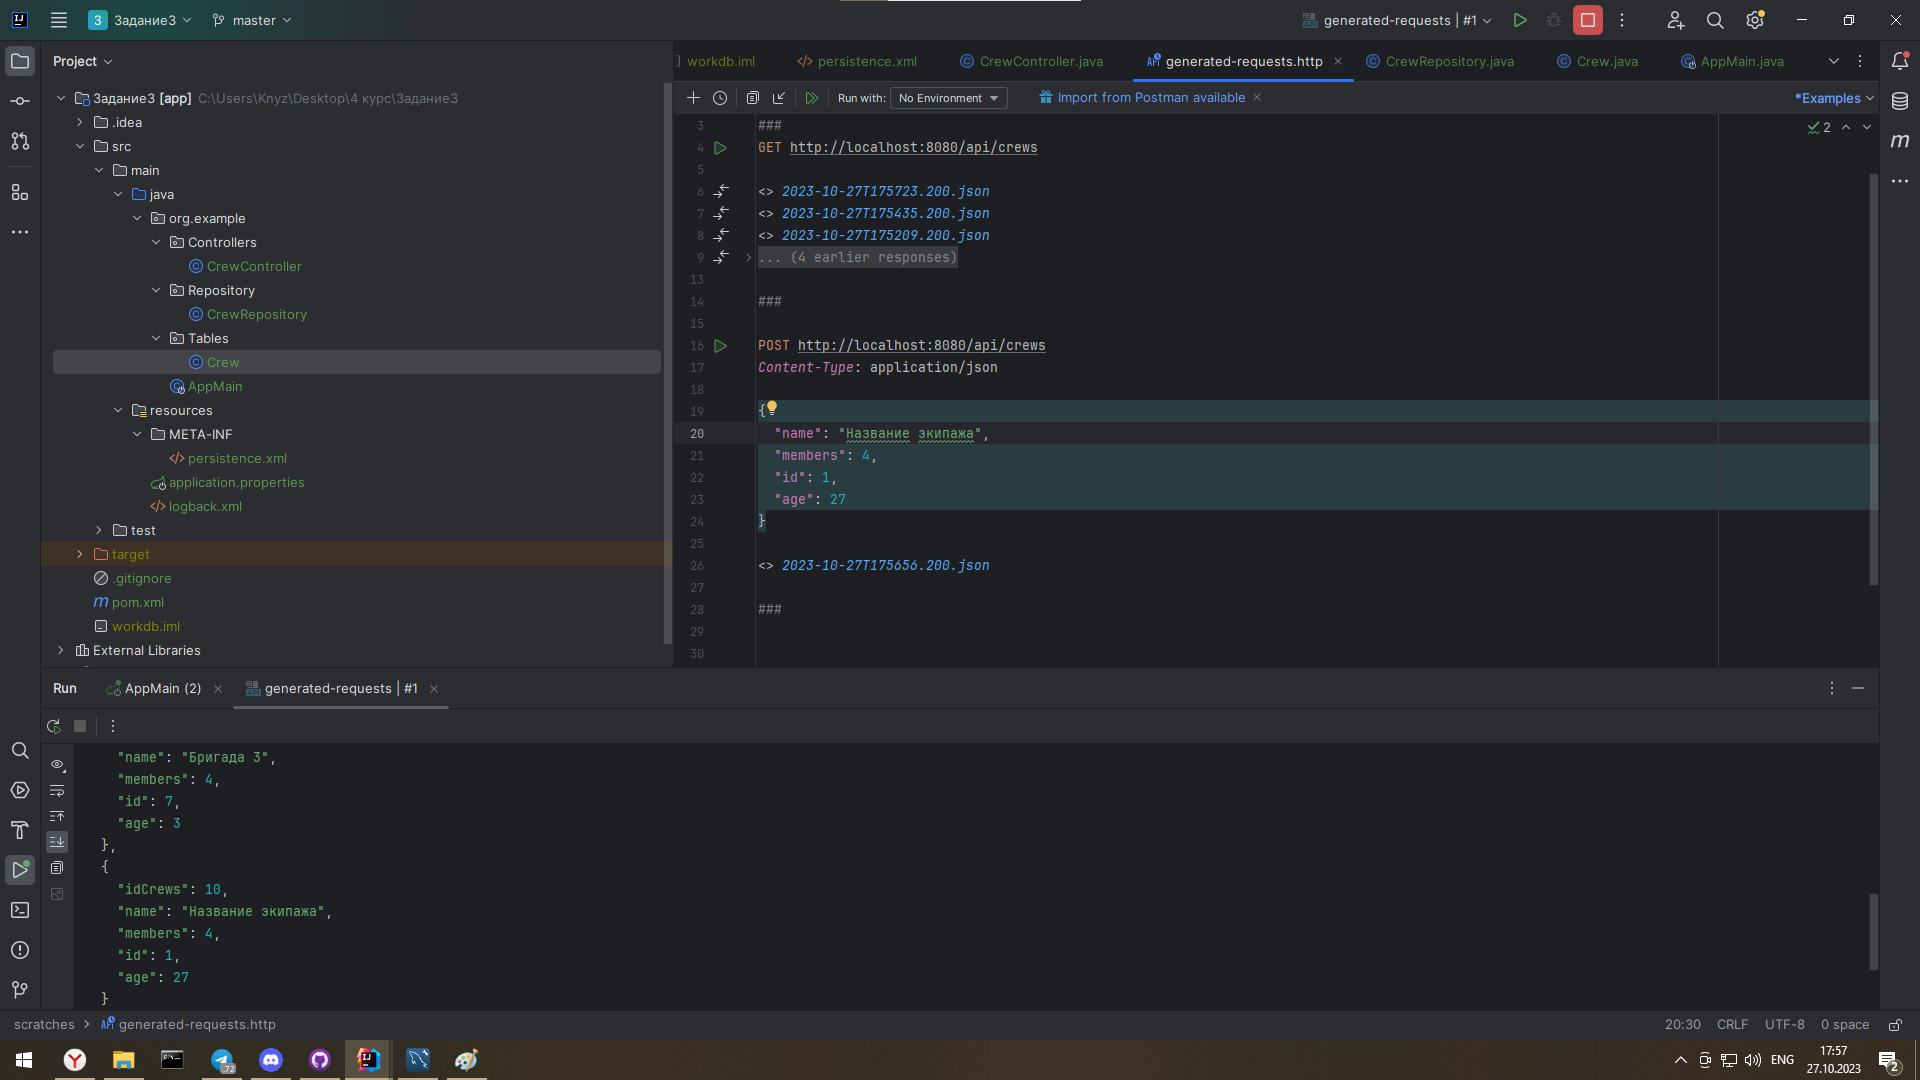 3 Задание3
master
generated-requests | #1
Project
Задание3 [app] C:\Users\Knyz\Desktop\4 курс\Задание3
.idea
src
main
java
org.example
Controllers
CrewController
Repository
CrewRepository
Tables
Crew
AppMain
resources
META-INF
persistence.xml
application.properties
logback.xml
test
target
.gitignore
pom.xml
workdb.iml
External Libraries
workdb.iml
persistence.xml
CrewController.java
generated-requests.http
CrewRepository.java
Crew.java
AppMain.java
Run with: No Environment
Import from Postman available
*Examples
2
3 ###
4 GET http://localhost:8080/api/crews
5
6 <> 2023-10-27T175723.200.json
7 <> 2023-10-27T175435.200.json
8 <> 2023-10-27T175209.200.json
9 ... (4 earlier responses)
13
14 ###
15
16 POST http://localhost:8080/api/crews
17 Content-Type: application/json
18
19 {
20 "name": "Название экипажа",
21 "members": 4,
22 "id": 1,
23 "age": 27
24 }
25
26 <> 2023-10-27T175656.200.json
27
28 ###
29
30
Run
AppMain (2)
generated-requests | #1
"name": "Бригада 3",
"members": 4,
"id": 7,
"age": 3
},
{
"idCrews": 10,
"name": "Название экипажа",
"members": 4,
"id": 1,
"age": 27
}
scratches > generated-requests.http
20:30
CRLF
UTF-8
0 space
72
ENG
17:57
27.10.2023
2